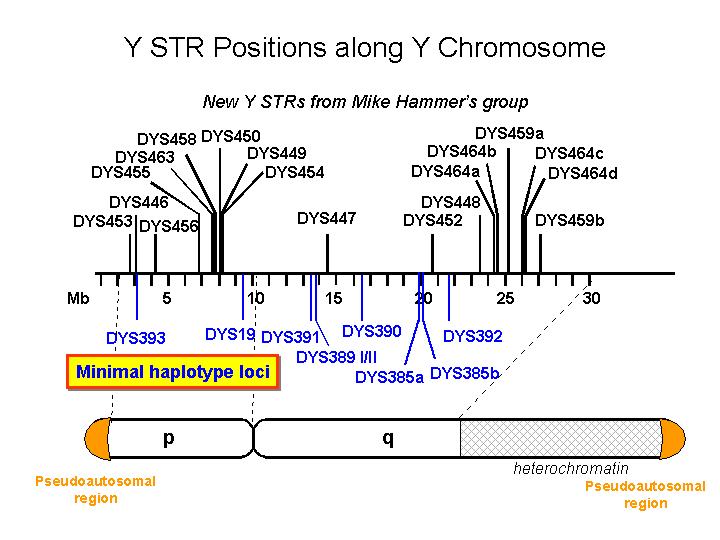 Y STR Positions along Y Chromosome
New Y STRs from Mike Hammer's group
DYS458 DYS450 DYS459a
DYS463 DYS449 DYS464b DYS464c
DYS455 DYS454 DYS464a DYS464d
DYS446 DYS448
DYS453 DYS456 DYS447 DYS452 DYS459b
Mb 5 10 15 20 25 30
DYS393 DYS19 DYS391 DYS390 DYS392
DYS389 I/II
Minimal haplotype loci DYS385a DYS385b
p q
heterochromatin
Pseudoautosomal
region
Pseudoautosomal
region